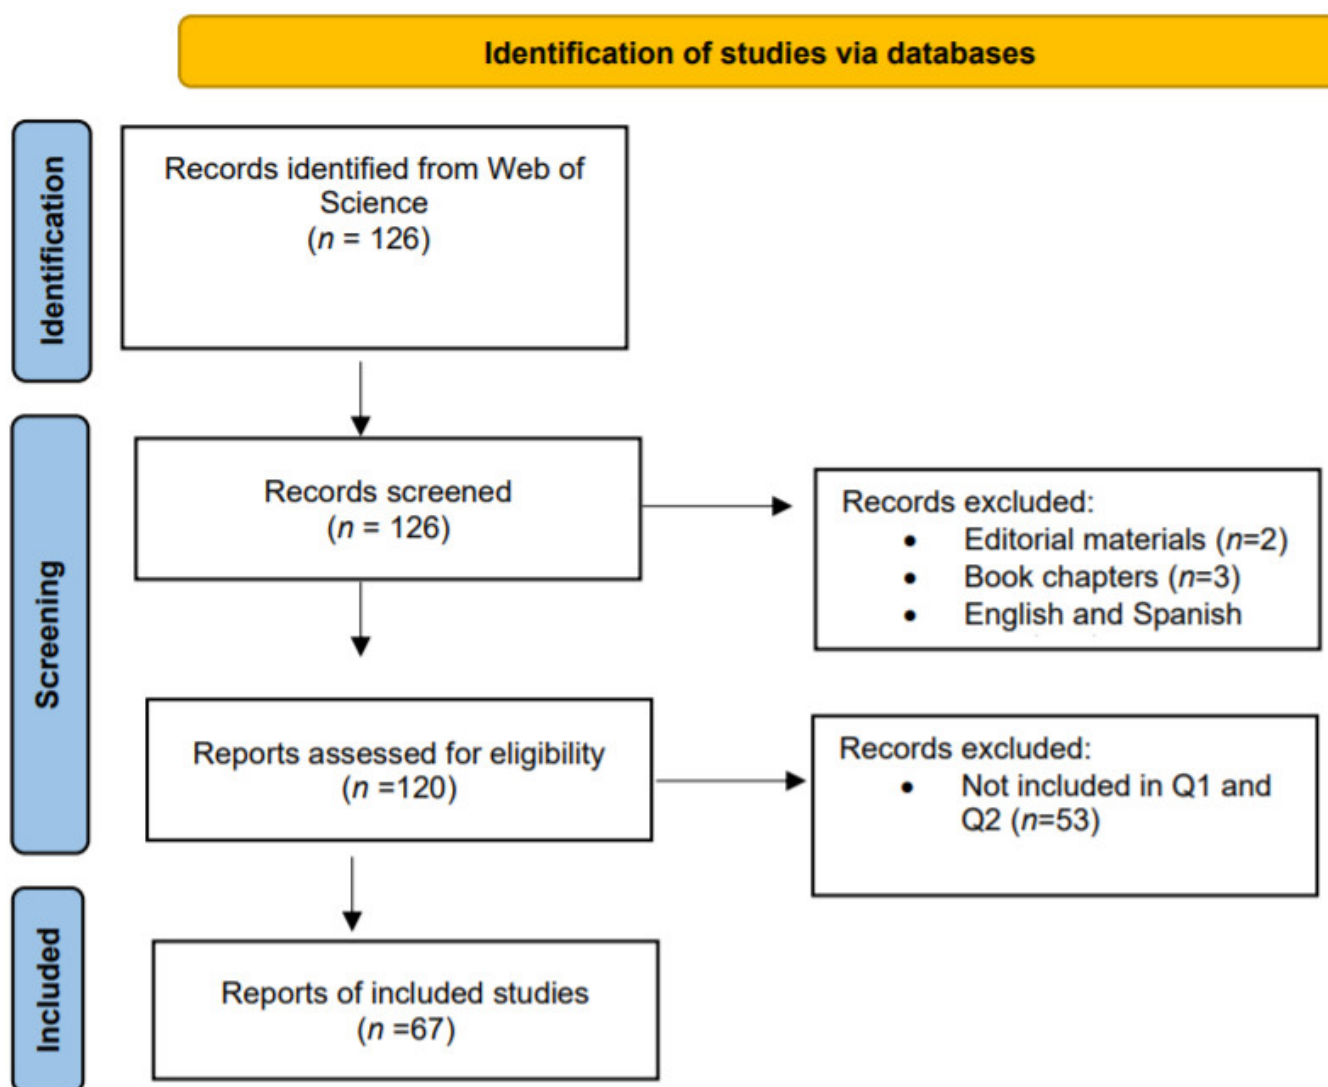 Identification of studies via databases
Identification
Records identified from Web of
Science
(n = 126)
Screening
Records screened
(n = 126)
Records excluded:
• Editorial materials (n=2)
• Book chapters (n=3)
• English and Spanish
Reports assessed for eligibility
(n =120)
Records excluded:
• Not included in Q1 and
Q2 (n=53)
Included
Reports of included studies
(n =67)